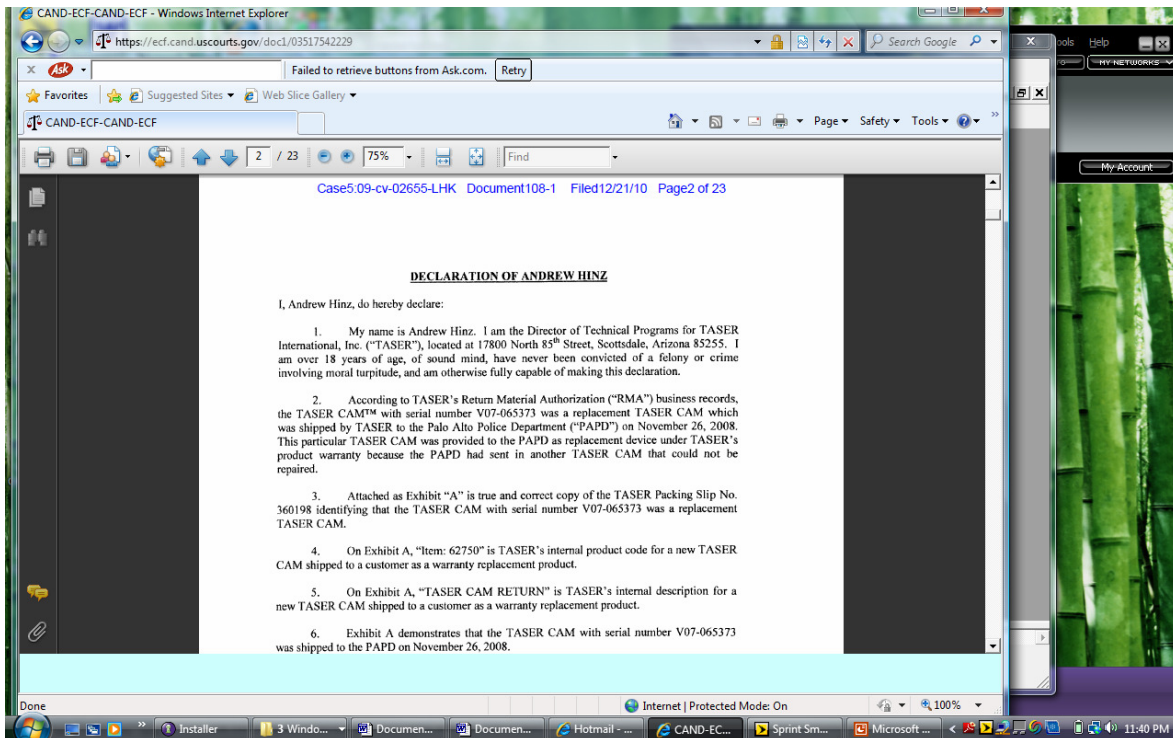 CAND-ECF-CAND-ECF - Windows Internet Explorer
https://ecf.cand.uscourts.gov/doc1/03517542229
Search Google
ools Help
MY NETWORKS
X Ask
Failed to retrieve buttons from Ask.com. Retry
Favorites Suggested Sites Web Slice Gallery
CAND-ECF-CAND-ECF
Page Safety Tools
2 / 23 75% Find
My Account
Case5:09-cv-02655-LHK Document108-1 Filed12/21/10 Page2 of 23
DECLARATION OF ANDREW HINZ
I, Andrew Hinz, do hereby declare:
1. My name is Andrew Hinz. I am the Director of Technical Programs for TASER
International, Inc. (“TASER”), located at 17800 North 85th Street, Scottsdale, Arizona 85255. I
am over 18 years of age, of sound mind, have never been convicted of a felony or crime
involving moral turpitude, and am otherwise fully capable of making this declaration.
2. According to TASER’s Return Material Authorization (“RMA”) business records,
the TASER CAM™ with serial number V07-065373 was a replacement TASER CAM which
was shipped by TASER to the Palo Alto Police Department (“PAPD”) on November 26, 2008.
This particular TASER CAM was provided to the PAPD as replacement device under TASER’s
product warranty because the PAPD had sent in another TASER CAM that could not be
repaired.
3. Attached as Exhibit “A” is true and correct copy of the TASER Packing Slip No.
360198 identifying that the TASER CAM with serial number V07-065373 was a replacement
TASER CAM.
4. On Exhibit A, “Item: 62750” is TASER’s internal product code for a new TASER
CAM shipped to a customer as a warranty replacement product.
5. On Exhibit A, “TASER CAM RETURN” is TASER’s internal description for a
new TASER CAM shipped to a customer as a warranty replacement product.
6. Exhibit A demonstrates that the TASER CAM with serial number V07-065373
was shipped to the PAPD on November 26, 2008.
Done Internet | Protected Mode: On 100%
Installer 3 Windo... Documen... Documen... Hotmail - ... CAND-EC... Sprint Sm... Microsoft ... 11:40 PM